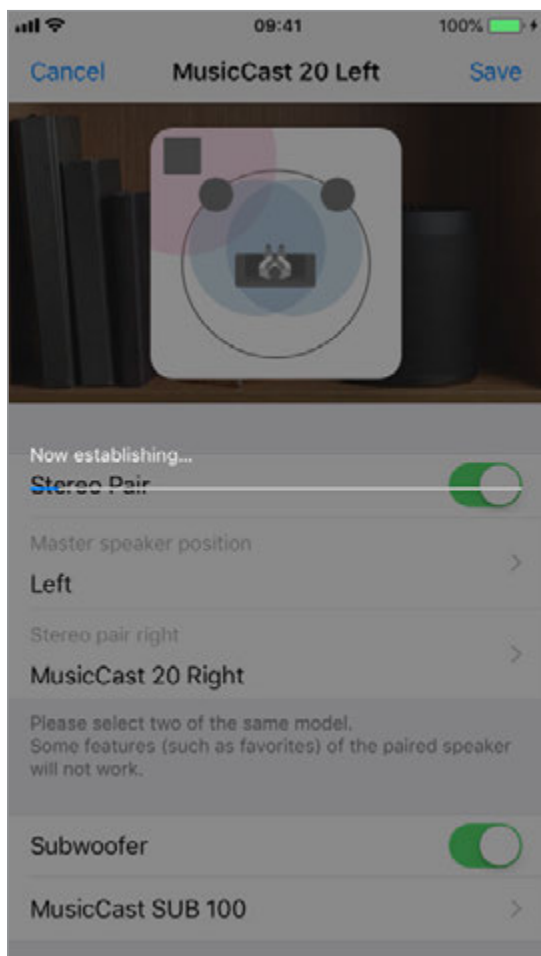 09:41
100%
Cancel MusicCast 20 Left Save
Now establishing...
Stereo Pair
Master speaker position
Left
Stereo pair right
MusicCast 20 Right
Please select two of the same model.
Some features (such as favorites) of the paired speaker
will not work.
Subwoofer
MusicCast SUB 100